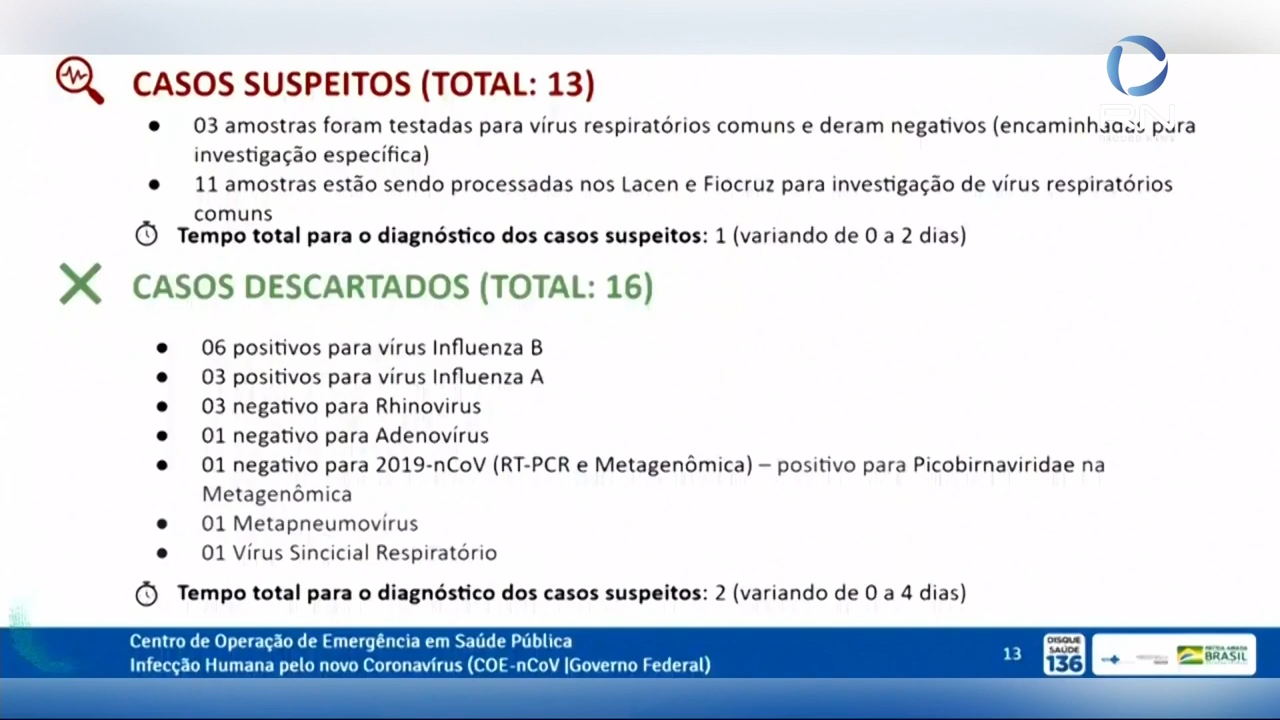 CASOS SUSPEITOS (TOTAL: 13)
● 03 amostras foram testadas para vírus respiratórios comuns e deram negativos (encaminhadas para
investigação específica)
● 11 amostras estão sendo processadas nos Lacen e Fiocruz para investigação de vírus respiratórios
comuns
Tempo total para o diagnóstico dos casos suspeitos: 1 (variando de 0 a 2 dias)
CASOS DESCARTADOS (TOTAL: 16)
● 06 positivos para vírus Influenza B
● 03 positivos para vírus Influenza A
● 03 negativo para Rhinovirus
● 01 negativo para Adenovírus
● 01 negativo para 2019-nCoV (RT-PCR e Metagenômica) – positivo para Picobirnaviridae na
Metagenômica
● 01 Metapneumovírus
● 01 Vírus Sincicial Respiratório
Tempo total para o diagnóstico dos casos suspeitos: 2 (variando de 0 a 4 dias)
Centro de Operação de Emergência em Saúde Pública
Infecção Humana pelo novo Coronavírus (COE-nCoV |Governo Federal)
13
DISQUE
SAÚDE
136
PÁTRIA AMADA
BRASIL
RN